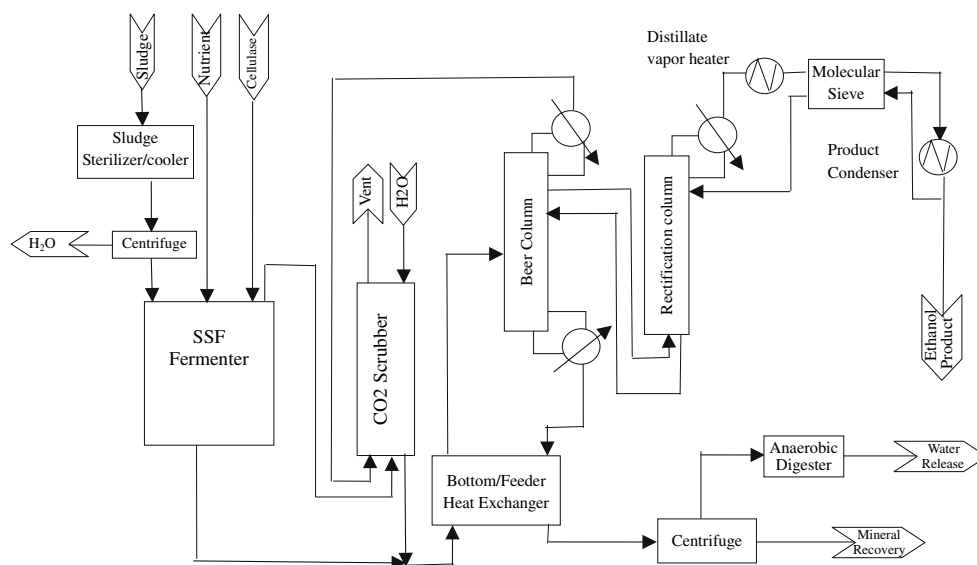 Sludge
Nutrient
Cellulase
Distillate
vapor heater
Molecular
Sieve
Sludge
Sterilizer/cooler
Product
Condenser
Vent
H2O
H₂O
Centrifuge
Beer Column
Rectification column
SSF
Fermenter
CO2 Scrubber
Ethanol
Product
Bottom/Feeder
Heat Exchanger
Anaerobic
Digester
Water
Release
Centrifuge
Mineral
Recovery